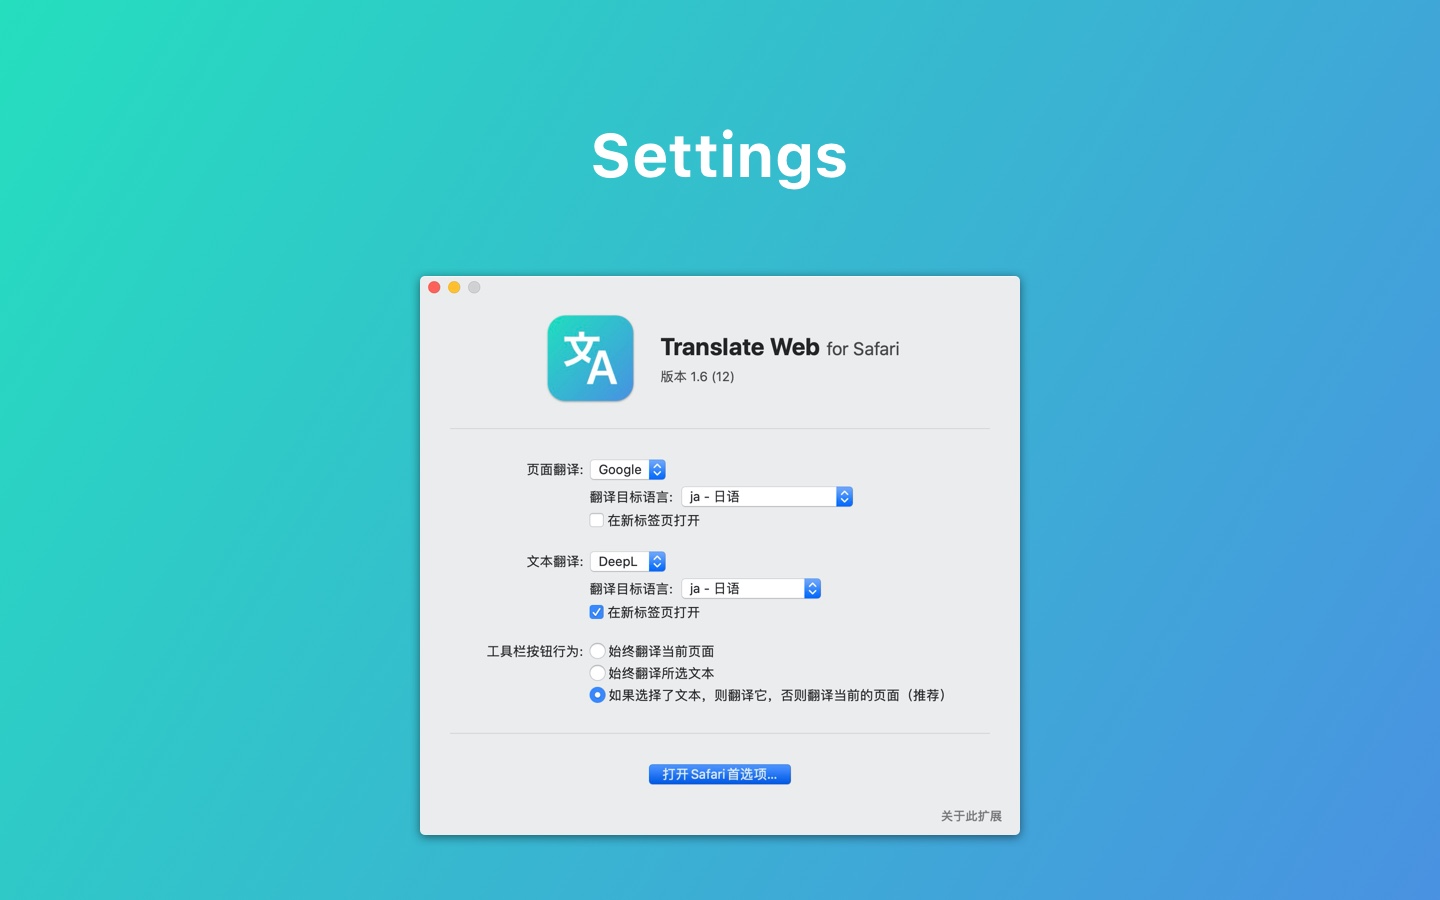 Settings
文A
Translate Web for Safari
版本 1.6 (12)
页面翻译: Google
翻译目标语言: ja - 日语
在新标签页打开
文本翻译: DeepL
翻译目标语言: ja - 日语
在新标签页打开
工具栏按钮行为: 始终翻译当前页面
始终翻译所选文本
如果选择了文本，则翻译它，否则翻译当前的页面（推荐）
打开 Safari 首选项...
关于此扩展